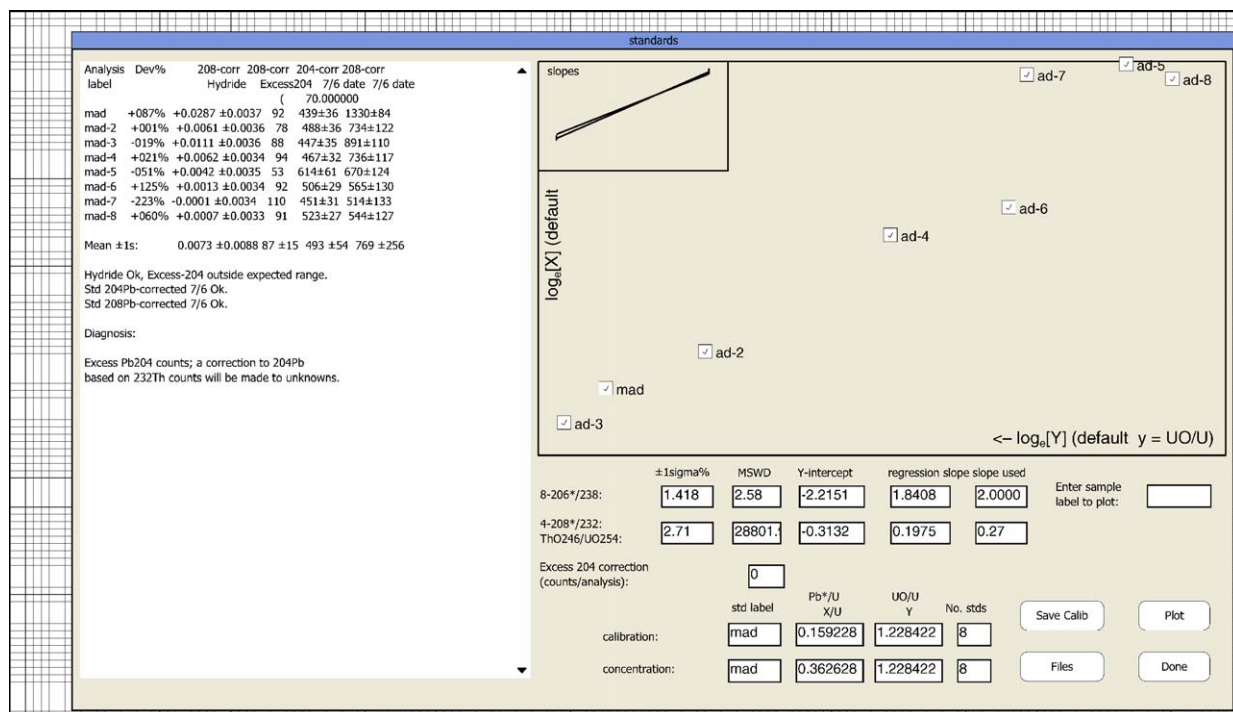 standards
Analysis Dev% 208-corr 208-corr 204-corr 208-corr
label Hydride Excess204 7/6 date 7/6 date
( 70.000000
mad +087% +0.0287 ±0.0037 92 439±36 1330±84
mad-2 +001% +0.0061 ±0.0036 78 488±36 734±122
mad-3 -019% +0.0111 ±0.0036 88 447±35 891±110
mad-4 +021% +0.0062 ±0.0034 94 467±32 736±117
mad-5 -051% +0.0042 ±0.0035 53 614±61 670±124
mad-6 +125% +0.0013 ±0.0034 92 506±29 565±130
mad-7 -223% -0.0001 ±0.0034 110 451±31 514±133
mad-8 +060% +0.0007 ±0.0033 91 523±27 544±127
Mean ±1s: 0.0073 ±0.0088 87 ±15 493 ±54 769 ±256
Hydride Ok, Excess-204 outside expected range.
Std 204Pb-corrected 7/6 Ok.
Std 208Pb-corrected 7/6 Ok.
Diagnosis:
Excess Pb204 counts; a correction to 204Pb
based on 232Th counts will be made to unknowns.
slopes
ad-7
ad-5
ad-8
logₑ[X] (default
ad-6
ad-4
ad-2
mad
ad-3
<– logₑ[Y] (default y = UO/U)
±1sigma% MSWD Y-intercept regression slope slope used
8-206*/238: 1.418 2.58 -2.2151 1.8408 2.0000
Enter sample
label to plot:
4-208*/232:
ThO246/UO254: 2.71 28801. -0.3132 0.1975 0.27
Excess 204 correction
(counts/analysis): 0
std label Pb*/U X/U UO/U Y No. stds
calibration: mad 0.159228 1.228422 8
concentration: mad 0.362628 1.228422 8
Save Calib Plot
Files Done